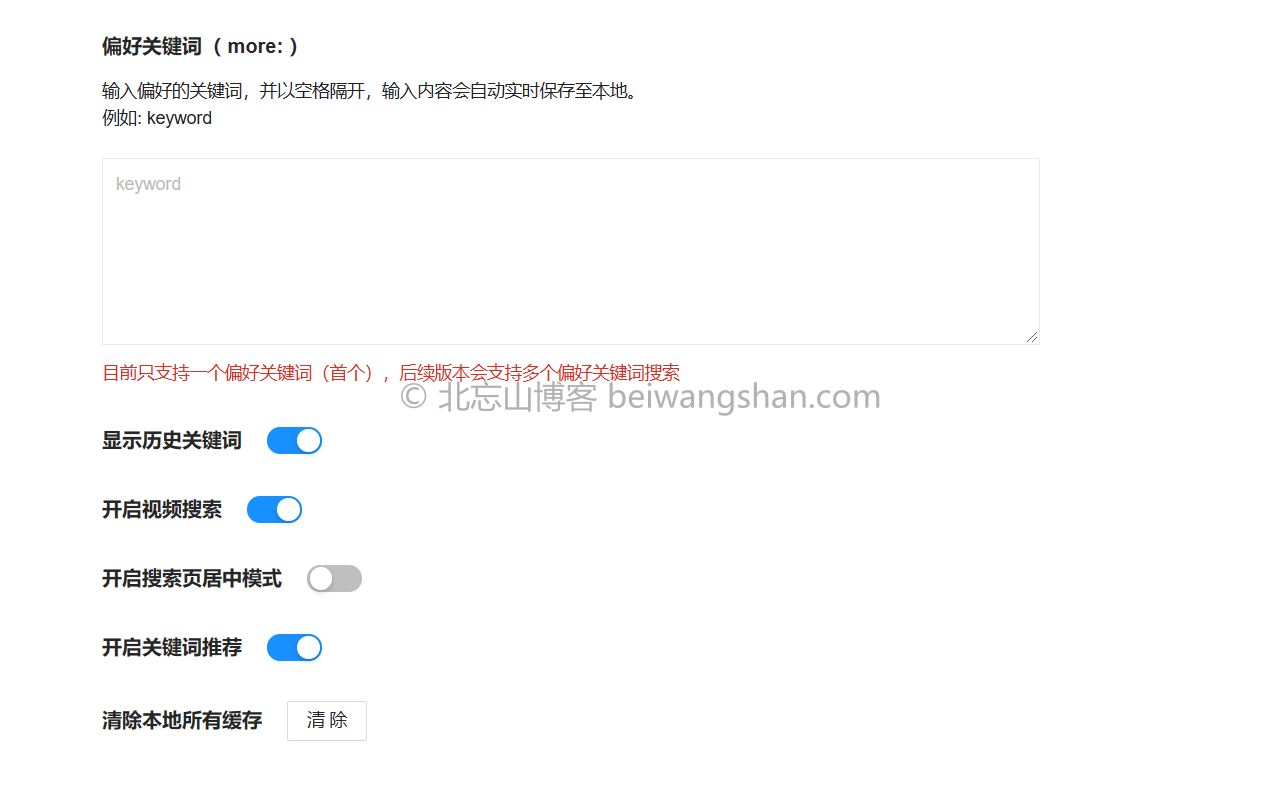 偏好关键词（ more: ）
输入偏好的关键词，并以空格隔开，输入内容会自动实时保存至本地。
例如: keyword
keyword
目前只支持一个偏好关键词（首个），后续版本会支持多个偏好关键词搜索
© 北忘山博客 beiwangshan.com
显示历史关键词
开启视频搜索
开启搜索页居中模式
开启关键词推荐
清除本地所有缓存 清 除